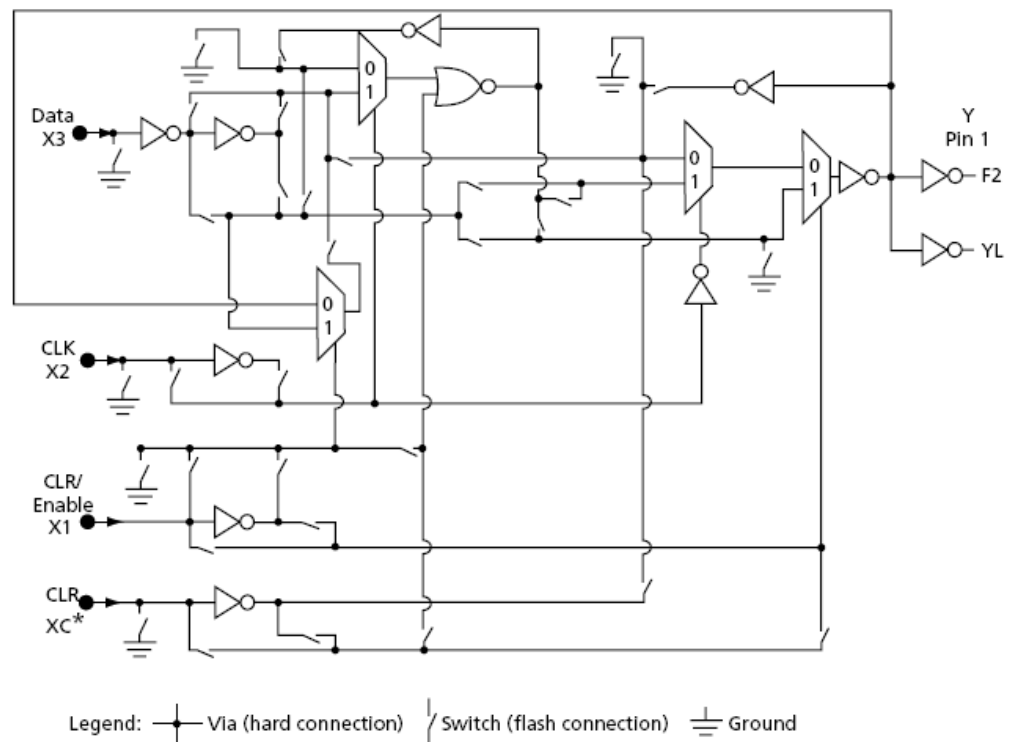 Data
X3
0
1
0
1
0
1
Y
Pin 1
F2
YL
0
1
CLK
X2
CLR/
Enable
X1
CLR
XC*
Legend: Via (hard connection) Switch (flash connection) Ground